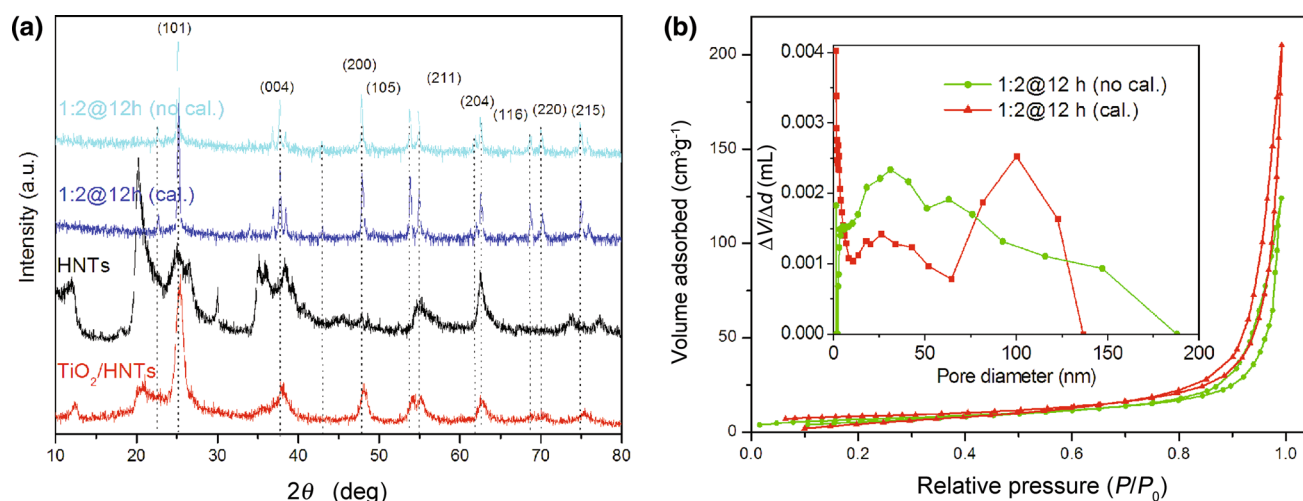 (a)
(101)
(004)
(200)
(105)
(211)
(204)
(116)
(220)
(215)
1:2@12h (no cal.)
1:2@12h (cal.)
HNTs
TiO₂/HNTs
Intensity (a.u.)
10 20 30 40 50 60 70 80
2θ (deg)
(b)
200
150
100
50
0
Volume adsorbed (cm³g⁻¹)
0.0 0.2 0.4 0.6 0.8 1.0
Relative pressure (P/P₀)
0.004
0.003
0.002
0.001
0.000
ΔV/Δd (mL)
1:2@12 h (no cal.)
1:2@12 h (cal.)
0 50 100 150 200
Pore diameter (nm)